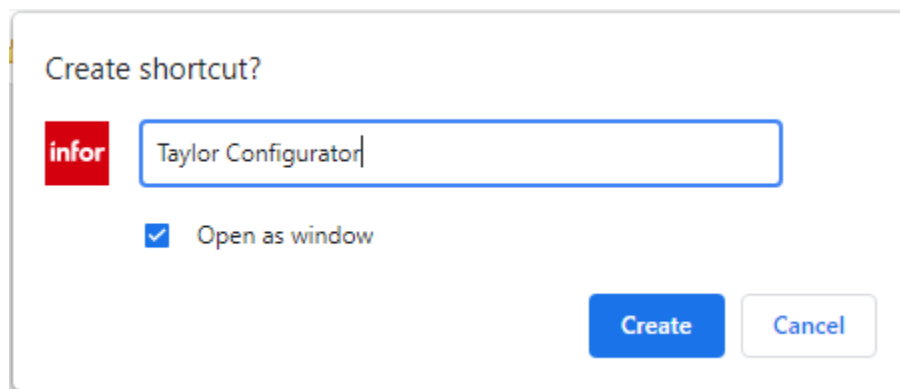 Create shortcut?
infor
Taylor Configurator
Open as window
Create
Cancel